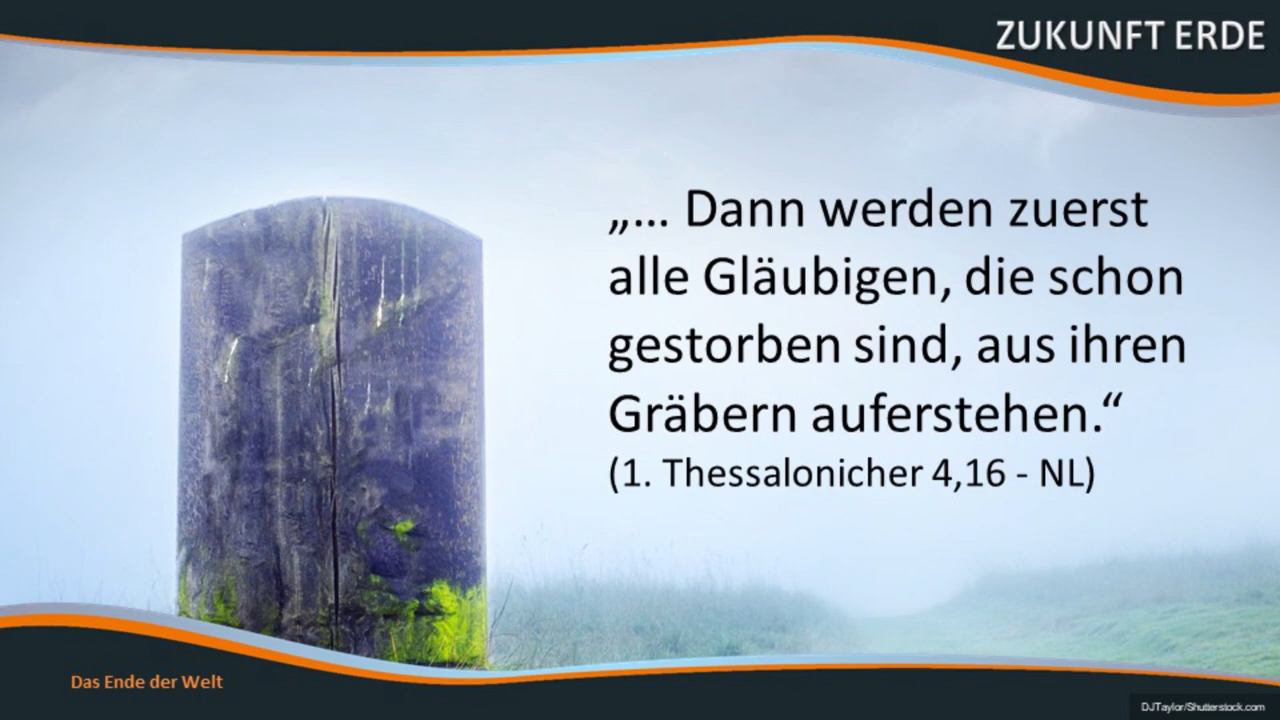 ZUKUNFT ERDE
„... Dann werden zuerst
alle Gläubigen, die schon
gestorben sind, aus ihren
Gräbern auferstehen.“
(1. Thessalonicher 4,16 - NL)
Das Ende der Welt
DJTaylor/Shutterstock.com